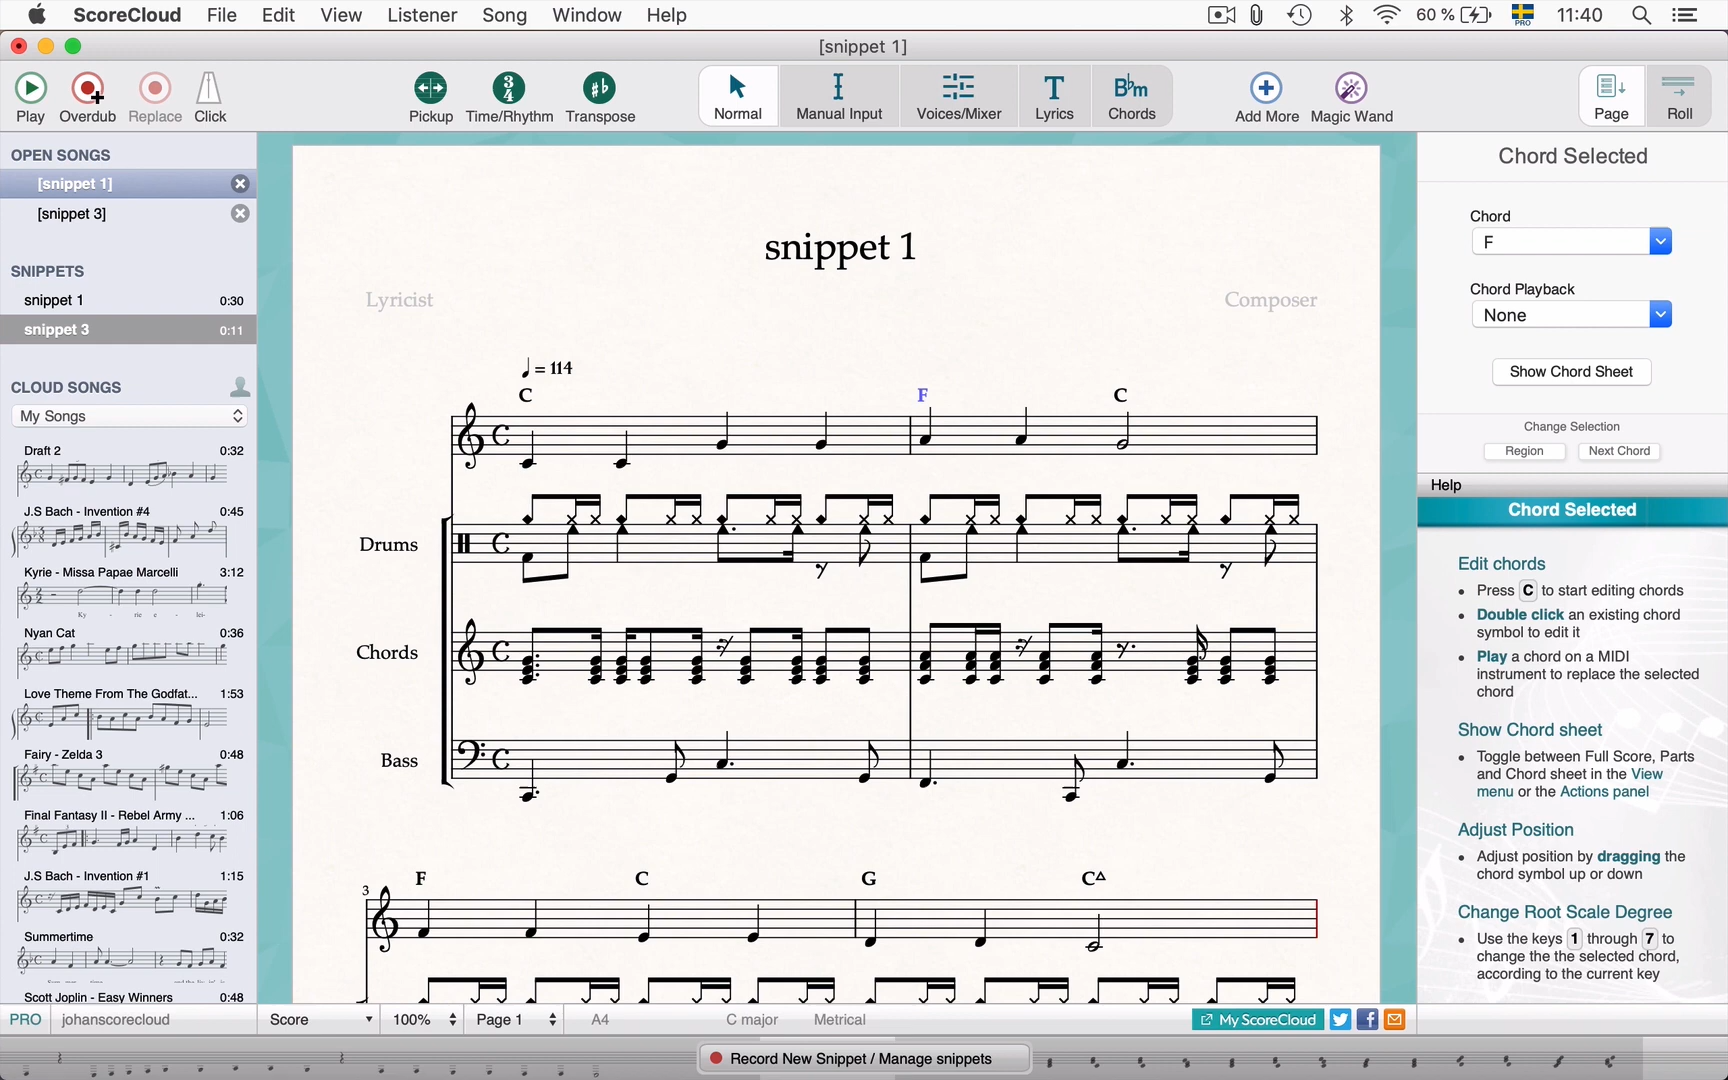 ScoreCloud File Edit View Listener Song Window Help 60 % PRO 11:40
[snippet 1]
Play Overdub Replace Click Pickup Time/Rhythm Transpose Normal Manual Input Voices/Mixer Lyrics Chords Add More Magic Wand Page Roll
OPEN SONGS
[snippet 1]
[snippet 3]
SNIPPETS
snippet 1 0:30
snippet 3 0:11
CLOUD SONGS
My Songs
Draft 2 0:32
J.S Bach - Invention #4 0:45
Kyrie - Missa Papae Marcelli 3:12
Ky - rie e - lei-
Nyan Cat 0:36
Love Theme From The Godfat... 1:53
Fairy - Zelda 3 0:48
Final Fantasy II - Rebel Army ... 1:06
J.S Bach - Invention #1 1:15
Summertime 0:32
Scott Joplin - Easy Winners 0:48
snippet 1
Lyricist Composer
= 114
C F C
Drums
Chords
Bass
3
F C G C△
Chord Selected
Chord
F
Chord Playback
None
Show Chord Sheet
Change Selection
Region Next Chord
Help
Chord Selected
Edit chords
• Press C to start editing chords
• Double click an existing chord
symbol to edit it
• Play a chord on a MIDI
instrument to replace the selected
chord
Show Chord sheet
• Toggle between Full Score, Parts
and Chord sheet in the View
menu or the Actions panel
Adjust Position
• Adjust position by dragging the
chord symbol up or down
Change Root Scale Degree
• Use the keys 1 through 7 to
change the the selected chord,
according to the current key
PRO johanscorecloud Score 100% Page 1 A4 C major Metrical My ScoreCloud
Record New Snippet / Manage snippets